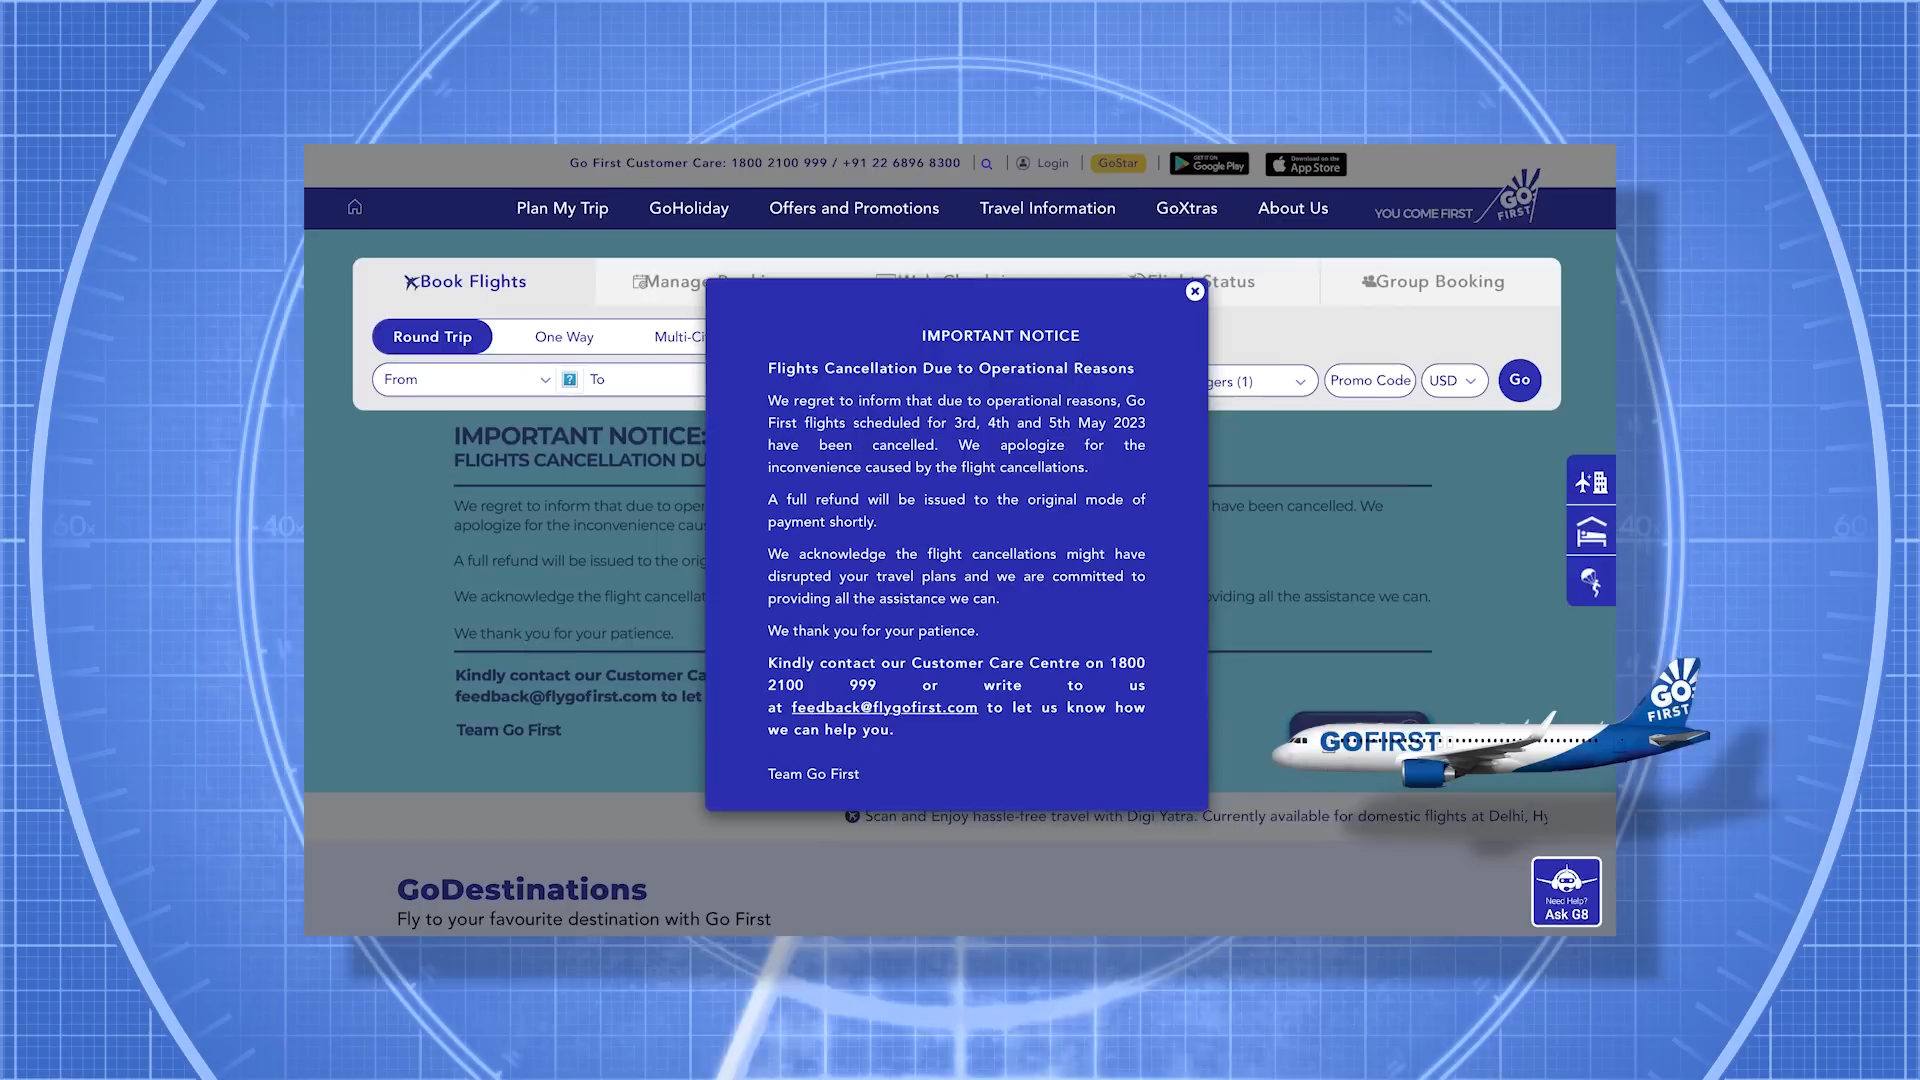 Go First Customer Care: 1800 2100 999 / +91 22 6896 8300
Login
GoStar
GET IT ON
Google Play
Download on the
App Store
Plan My Trip
GoHoliday
Offers and Promotions
Travel Information
GoXtras
About Us
YOU COME FIRST
GO
FIRST
Book Flights
Manage
Status
Group Booking
Round Trip
One Way
Multi-Ci
From
?
To
gers (1)
Promo Code
USD
Go
IMPORTANT NOTICE
Flights Cancellation Due to Operational Reasons
We regret to inform that due to operational reasons, Go
First flights scheduled for 3rd, 4th and 5th May 2023
have been cancelled. We apologize for the
inconvenience caused by the flight cancellations.
A full refund will be issued to the original mode of
payment shortly.
We acknowledge the flight cancellations might have
disrupted your travel plans and we are committed to
providing all the assistance we can.
We thank you for your patience.
Kindly contact our Customer Care Centre on 1800
2100 999 or write to us
at feedback@flygofirst.com to let us know how
we can help you.
Team Go First
IMPORTANT NOTICE:
FLIGHTS CANCELLATION DU
We regret to inform that due to oper
have been cancelled. We
apologize for the inconvenience cau
A full refund will be issued to the orig
We acknowledge the flight cancellat
viding all the assistance we can.
We thank you for your patience.
Kindly contact our Customer Ca
feedback@flygofirst.com to let
Team Go First
60x
40x
40x
60
GOFIRST
GO
FIRST
Scan and Enjoy hassle-free travel with Digi Yatra. Currently available for domestic flights at Delhi, Hy
GoDestinations
Fly to your favourite destination with Go First
Need Help?
Ask G8